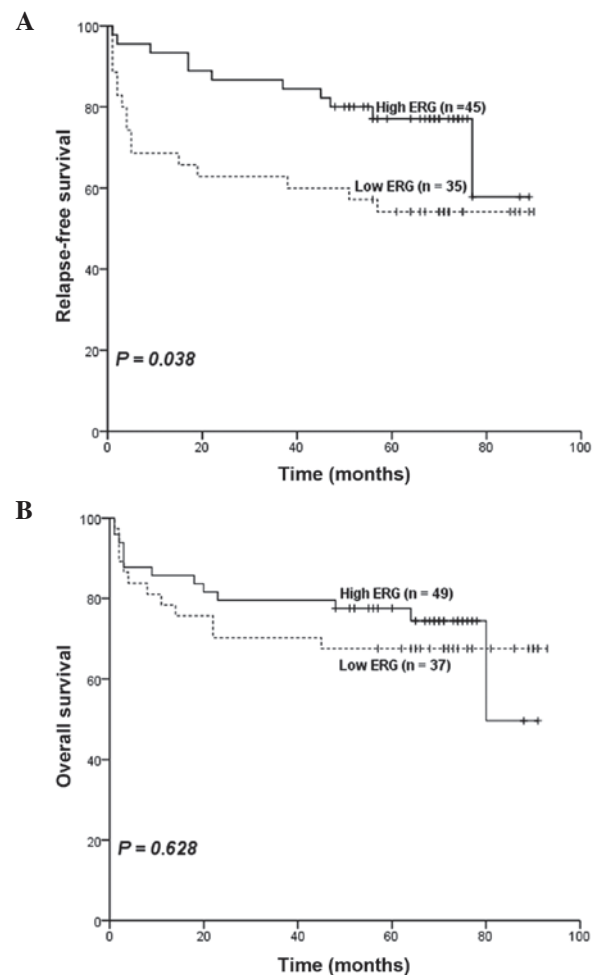 A
Relapse-free survival
100
80
60
40
20
0
High ERG (n =45)
Low ERG (n = 35)
P = 0.038
0 20 40 60 80 100
Time (months)
B
Overall survival
100
80
60
40
20
0
High ERG (n = 49)
Low ERG (n = 37)
P = 0.628
0 20 40 60 80 100
Time (months)